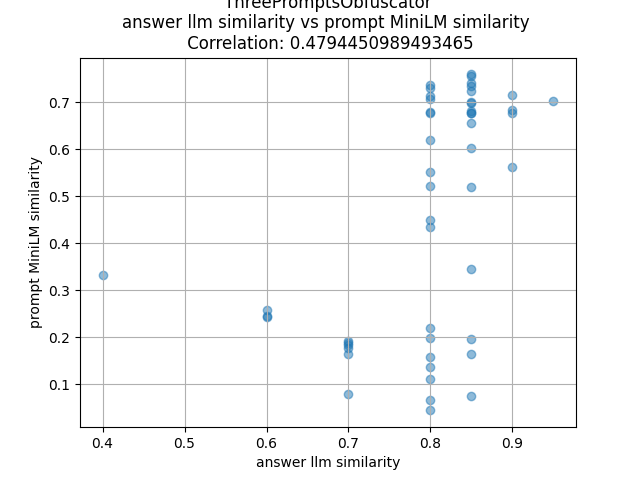 ThreePromptsObfuscator
answer llm similarity vs prompt MiniLM similarity
Correlation: 0.4794450989493465
prompt MiniLM similarity
0.7
0.6
0.5
0.4
0.3
0.2
0.1
0.4 0.5 0.6 0.7 0.8 0.9
answer llm similarity